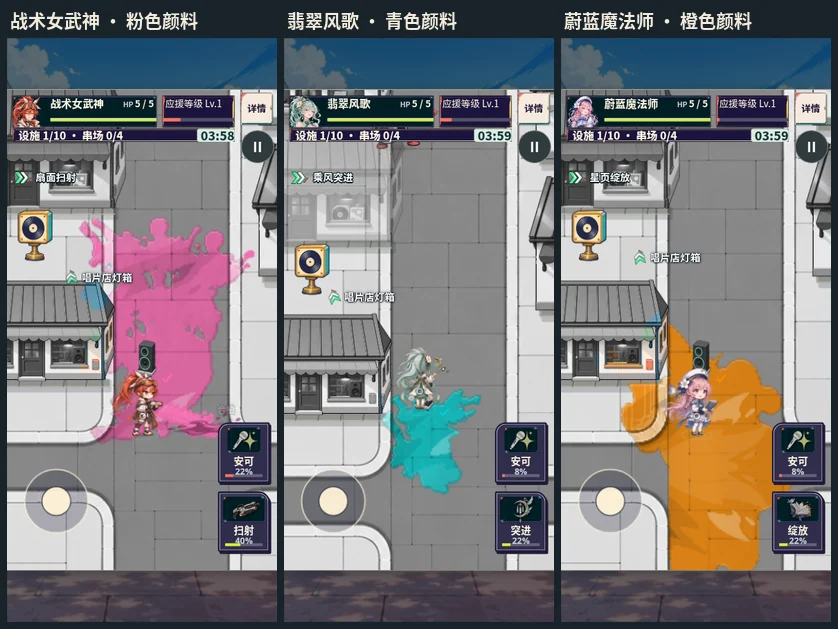 战术女武神 · 粉色颜料
战术女武神 HP 5 / 5
应援等级 Lv.1
详情
设施 1/10 · 串场 0/4
03:58
扇面扫射
唱片店灯箱
安可
22%
扫射
40%
翡翠风歌 · 青色颜料
翡翠风歌 HP 5 / 5
应援等级 Lv.1
详情
设施 1/10 · 串场 0/4
03:59
乘风突进
唱片店灯箱
安可
8%
突进
22%
蔚蓝魔法师 · 橙色颜料
蔚蓝魔法师 HP 5 / 5
应援等级 Lv.1
详情
设施 1/10 · 串场 0/4
03:59
星页绽放
唱片店灯箱
安可
8%
绽放
22%